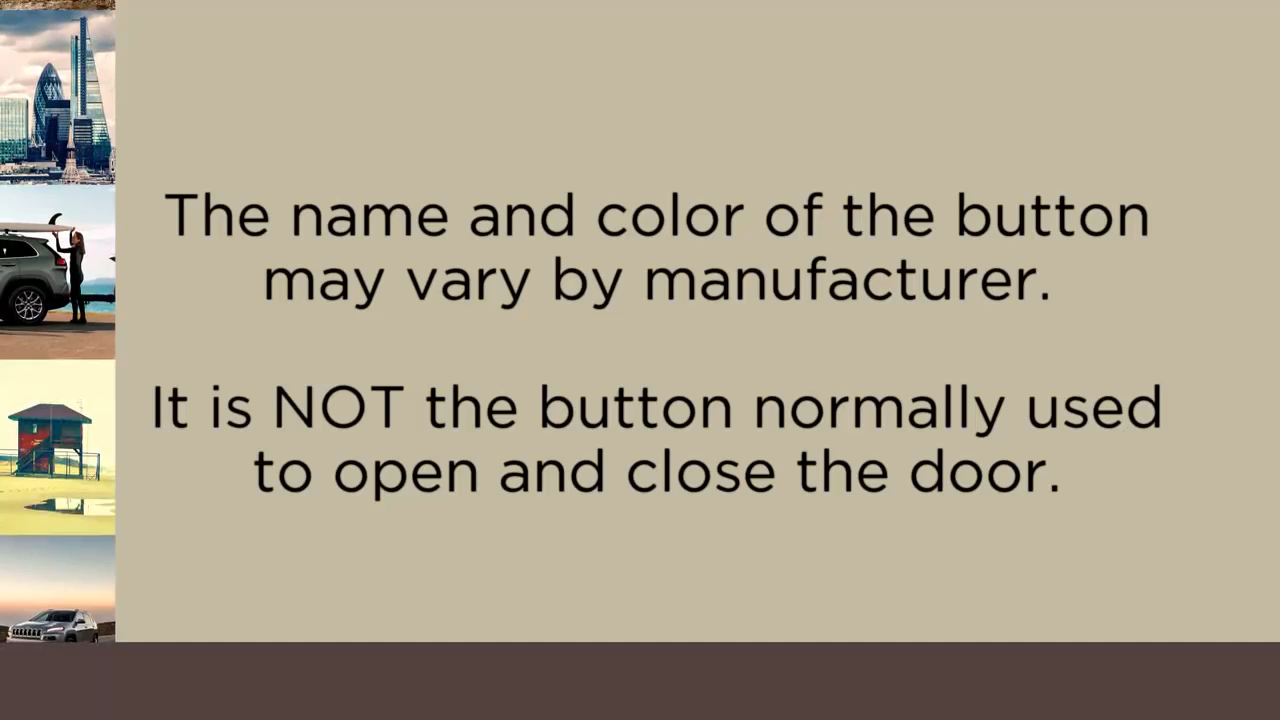 The name and color of the button
may vary by manufacturer.
It is NOT the button normally used
to open and close the door.